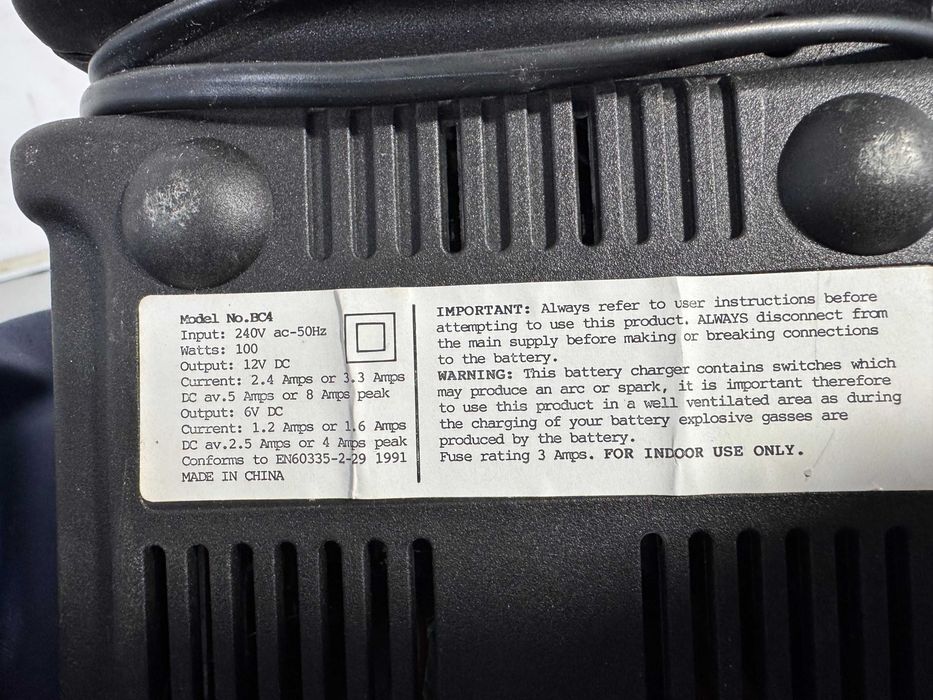 Model No.BC4
Input: 240V ac-50Hz
Watts: 100
Output: 12V DC
Current: 2.4 Amps or 3.3 Amps
DC av.5 Amps or 8 Amps peak
Output: 6V DC
Current: 1.2 Amps or 1.6 Amps
DC av.2.5 Amps or 4 Amps peak
Conforms to EN60335-2-29 1991
MADE IN CHINA
IMPORTANT: Always refer to user instructions before
attempting to use this product. ALWAYS disconnect from
the main supply before making or breaking connections
to the battery.
WARNING: This battery charger contains switches which
may produce an arc or spark, it is important therefore
to use this product in a well ventilated area as during
the charging of your battery explosive gasses are
produced by the battery.
Fuse rating 3 Amps. FOR INDOOR USE ONLY.